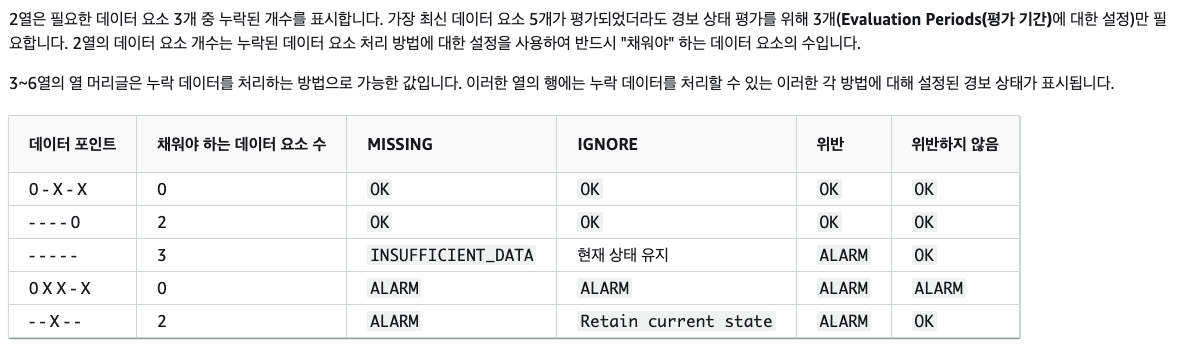 2열은 필요한 데이터 요소 3개 중 누락된 개수를 표시합니다. 가장 최신 데이터 요소 5개가 평가되었더라도 경보 상태 평가를 위해 3개(Evaluation Periods(평가 기간)에 대한 설정)만 필
요합니다. 2열의 데이터 요소 개수는 누락된 데이터 요소 처리 방법에 대한 설정을 사용하여 반드시 "채워야" 하는 데이터 요소의 수입니다.
3~6열의 열 머리글은 누락 데이터를 처리하는 방법으로 가능한 값입니다. 이러한 열의 행에는 누락 데이터를 처리할 수 있는 이러한 각 방법에 대해 설정된 경보 상태가 표시됩니다.
데이터 포인트 채워야 하는 데이터 요소 수 MISSING IGNORE 위반 위반하지 않음
0 - X - X 0 OK OK OK OK
- - - - 0 2 OK OK OK OK
- - - - - 3 INSUFFICIENT_DATA 현재 상태 유지 ALARM OK
0 X X - X 0 ALARM ALARM ALARM ALARM
- - X - - 2 ALARM Retain current state ALARM OK